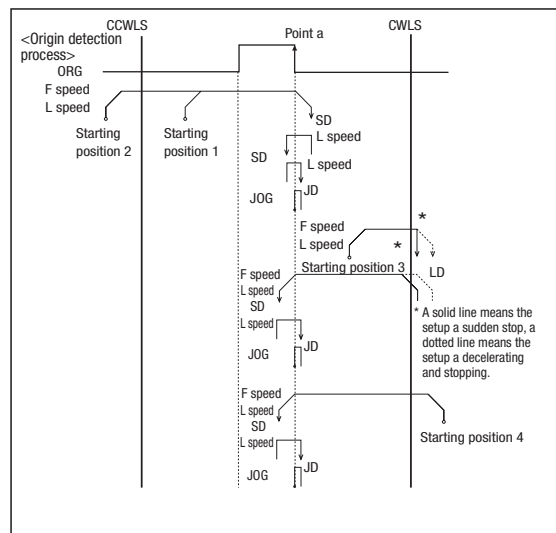 CCWLS
Point a
CWLS
<Origin detection
process>
ORG
F speed
L speed
SD
Starting
position 2
Starting
position 1
L speed
SD
L speed
JOG
JD
F speed
L speed
*
*
Starting position 3
LD
F speed
L speed
SD
* A solid line means the
setup a sudden stop, a
dotted line means the
setup a decelerating
and stopping.
L speed
JOG
JD
F speed
L speed
SD
Starting position 4
L speed
JOG
JD